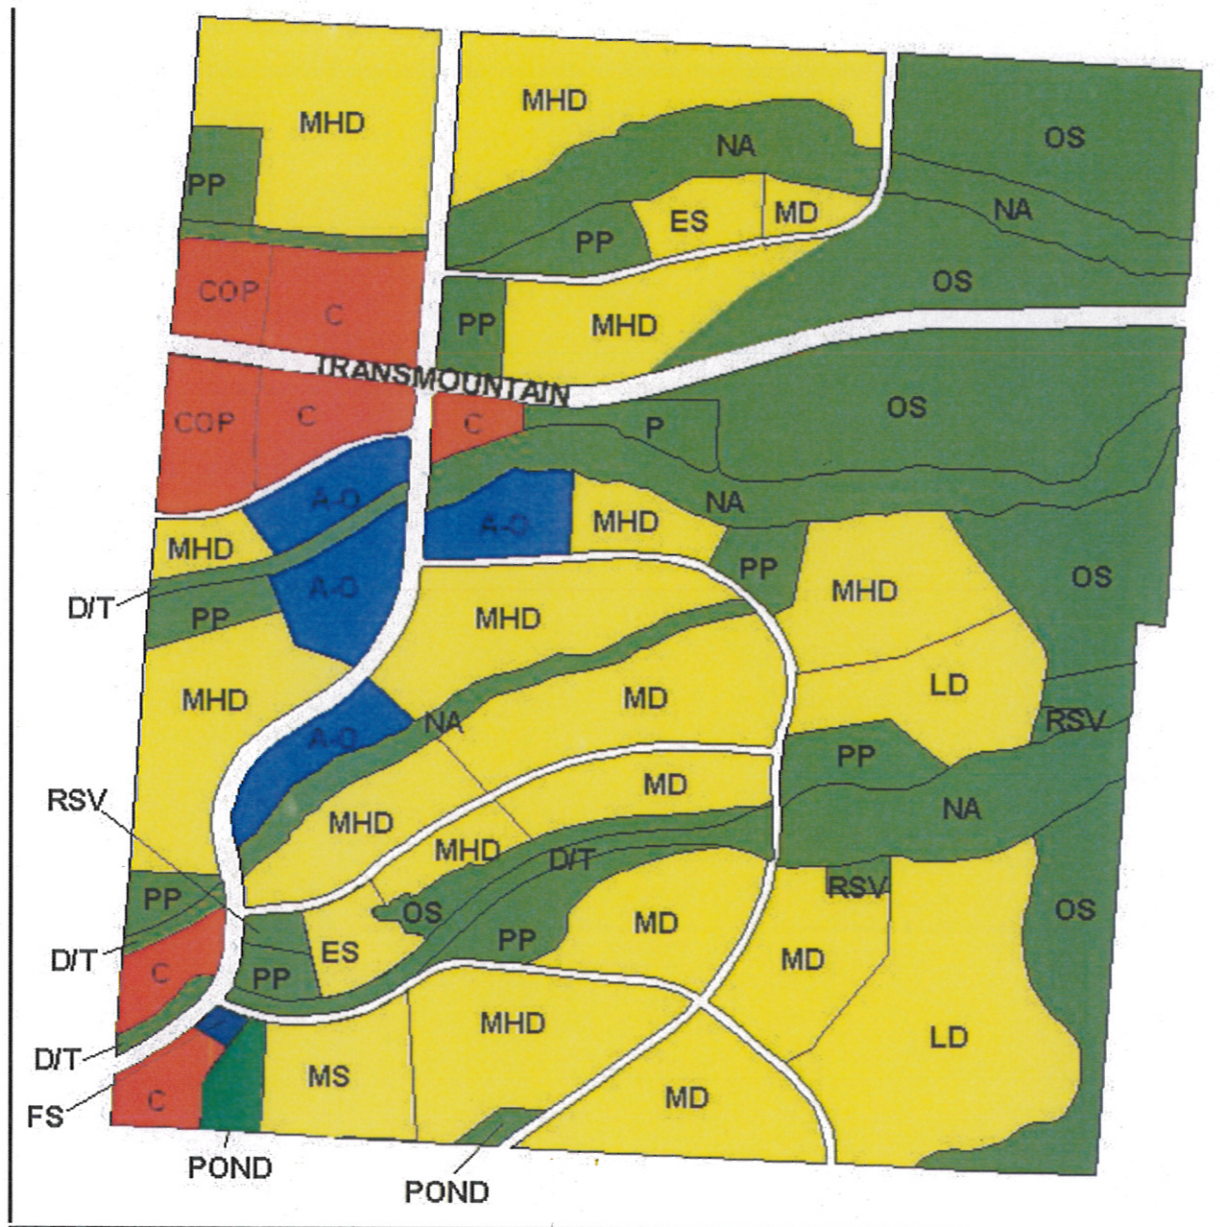 MHD
MHD
OS
NA
PP
NA
ES
MD
PP
OS
COP
C
PP
MHD
TRANSMOUNTAIN
COP
C
C
P
OS
A-O
A-O
MHD
NA
MHD
PP
OS
D/T
PP
A-O
MHD
MHD
LD
MHD
MD
NA
RSV
A-O
PP
RSV
MD
MHD
NA
MHD
D/T
RSV
PP
OS
MD
OS
PP
ES
D/T
C
PP
MD
MHD
LD
D/T
MS
C
MD
FS
POND
POND